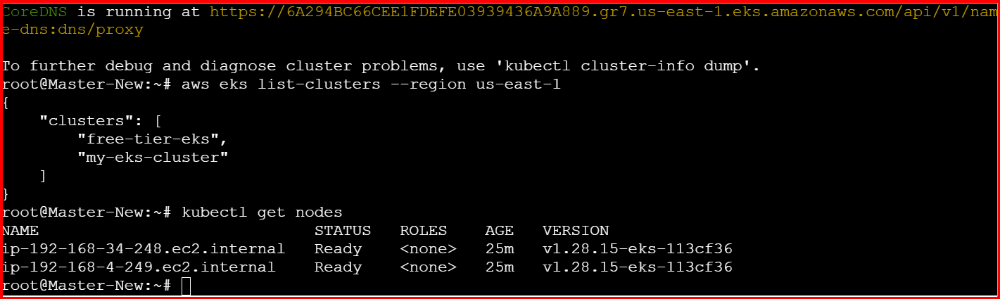 CoreDNS is running at https://6A294BC66CEE1FDEFE03939436A9A889.gr7.us-east-1.eks.amazonaws.com/api/v1/nam
e-dns:dns/proxy
To further debug and diagnose cluster problems, use 'kubectl cluster-info dump'.
root@Master-New:~# aws eks list-clusters --region us-east-1
{
    "clusters": [
        "free-tier-eks",
        "my-eks-cluster"
    ]
}
root@Master-New:~# kubectl get nodes
NAME                             STATUS   ROLES    AGE   VERSION
ip-192-168-34-248.ec2.internal   Ready    <none>   25m   v1.28.15-eks-113cf36
ip-192-168-4-249.ec2.internal    Ready    <none>   25m   v1.28.15-eks-113cf36
root@Master-New:~#